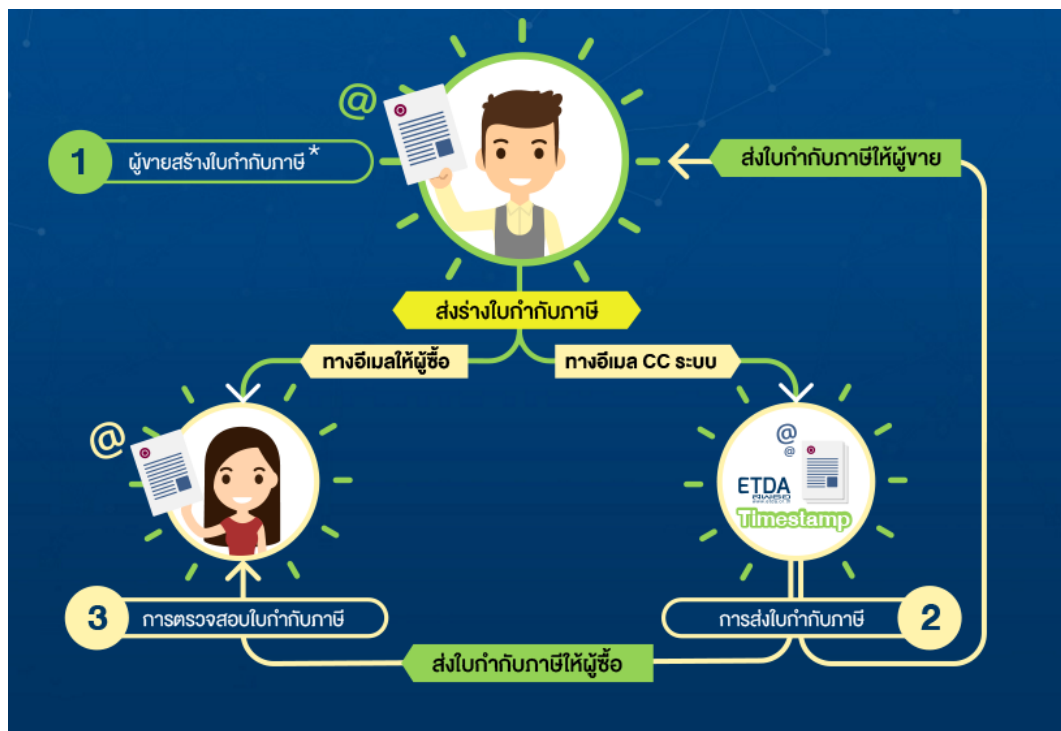 @
1
ผู้ขายสร้างใบกำกับภาษี *
ส่งใบกำกับภาษีให้ผู้ขาย
ส่งร่างใบกำกับภาษี
ทางอีเมลให้ผู้ซื้อ
ทางอีเมล CC ระบบ
@
@
@
ETDA
Timestamp
3
การตรวจสอบใบกำกับภาษี
การส่งใบกำกับภาษี
2
ส่งใบกำกับภาษีให้ผู้ซื้อ